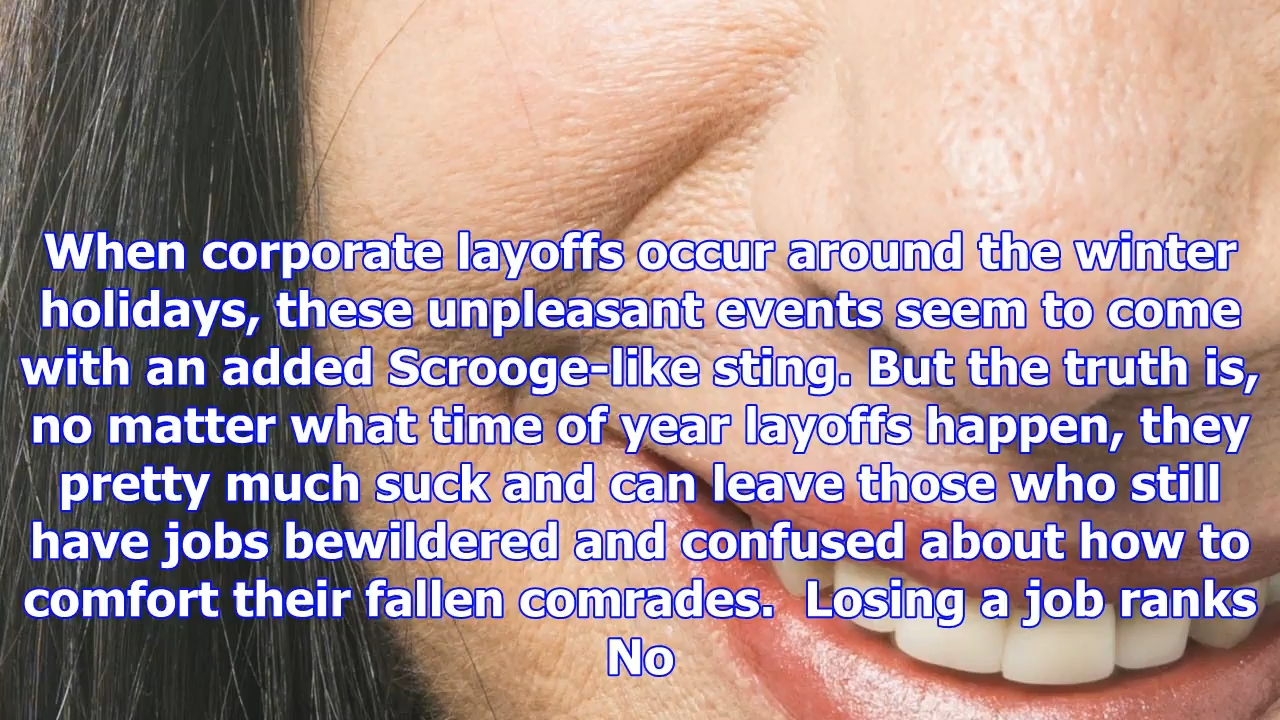 When corporate layoffs occur around the winter
holidays, these unpleasant events seem to come
with an added Scrooge-like sting. But the truth is,
no matter what time of year layoffs happen, they
pretty much suck and can leave those who still
have jobs bewildered and confused about how to
comfort their fallen comrades.  Losing a job ranks
No